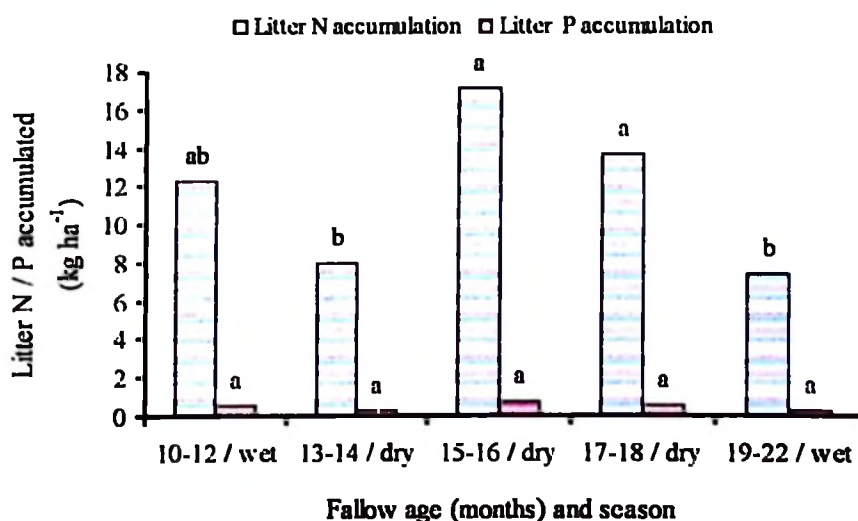 Litter N accumulation Litter P accumulation
Litter N / P accumulated
(kg ha⁻¹)
18
16
14
12
10
8
6
4
2
0
ab
a
b
a
a
a
a
a
b
a
10-12 / wet 13-14 / dry 15-16 / dry 17-18 / dry 19-22 / wet
Fallow age (months) and season